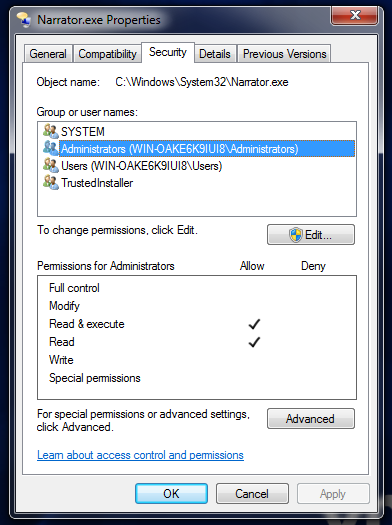 Narrator.exe Properties
General Compatibility Security Details Previous Versions
Object name: C:\Windows\System32\Narrator.exe
Group or user names:
SYSTEM
Administrators (WIN-OAKE6K9IUI8\Administrators)
Users (WIN-OAKE6K9IUI8\Users)
TrustedInstaller
To change permissions, click Edit.
Edit...
Permissions for Administrators Allow Deny
Full control
Modify
Read & execute
Read
Write
Special permissions
For special permissions or advanced settings,
click Advanced.
Advanced
Learn about access control and permissions
OK Cancel Apply